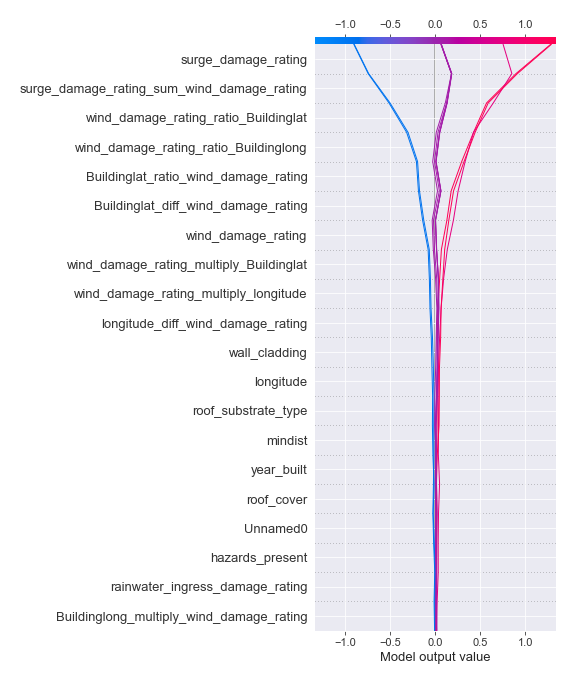 −1.0 −0.5 0.0 0.5 1.0
surge_damage_rating
surge_damage_rating_sum_wind_damage_rating
wind_damage_rating_ratio_Buildinglat
wind_damage_rating_ratio_Buildinglong
Buildinglat_ratio_wind_damage_rating
Buildinglat_diff_wind_damage_rating
wind_damage_rating
wind_damage_rating_multiply_Buildinglat
wind_damage_rating_multiply_longitude
longitude_diff_wind_damage_rating
wall_cladding
longitude
roof_substrate_type
mindist
year_built
roof_cover
Unnamed0
hazards_present
rainwater_ingress_damage_rating
Buildinglong_multiply_wind_damage_rating
−1.0 −0.5 0.0 0.5 1.0
Model output value